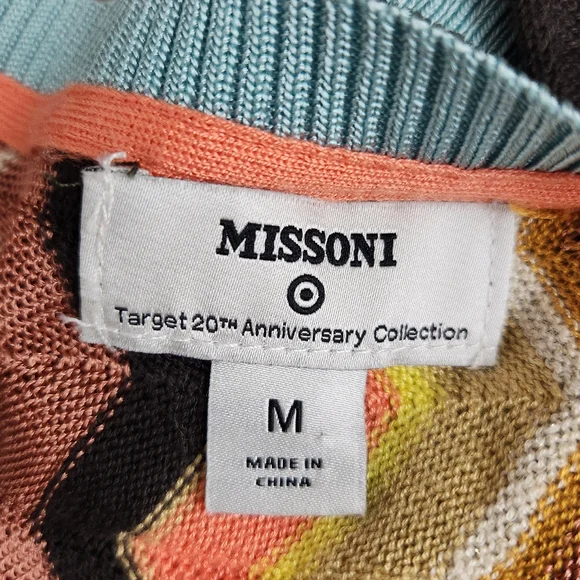 MISSONI
Target 20TH Anniversary Collection
M
MADE IN
CHINA